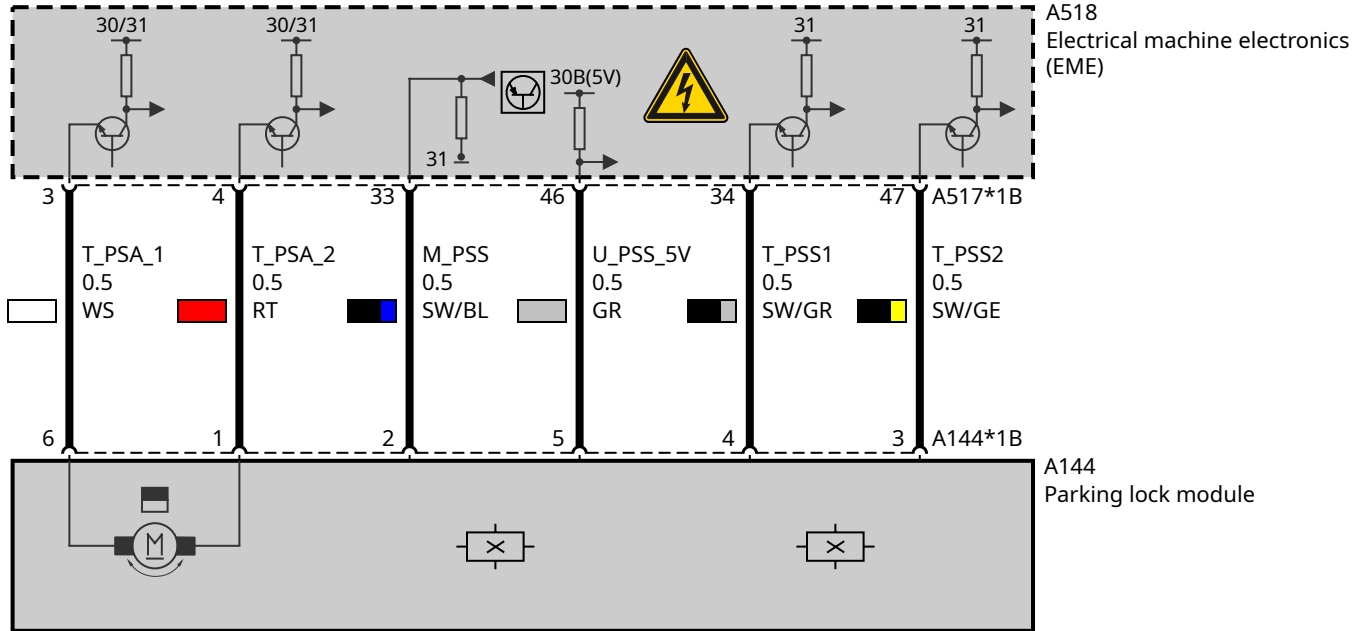 A518
Electrical machine electronics
(EME)
30/31
30/31
31
31
30B(5V)
31
3
4
33
46
34
47
A517*1B
T_PSA_1
0.5
WS
T_PSA_2
0.5
RT
M_PSS
0.5
SW/BL
U_PSS_5V
0.5
GR
T_PSS1
0.5
SW/GR
T_PSS2
0.5
SW/GE
6
1
2
5
4
3
A144*1B
A144
Parking lock module
M